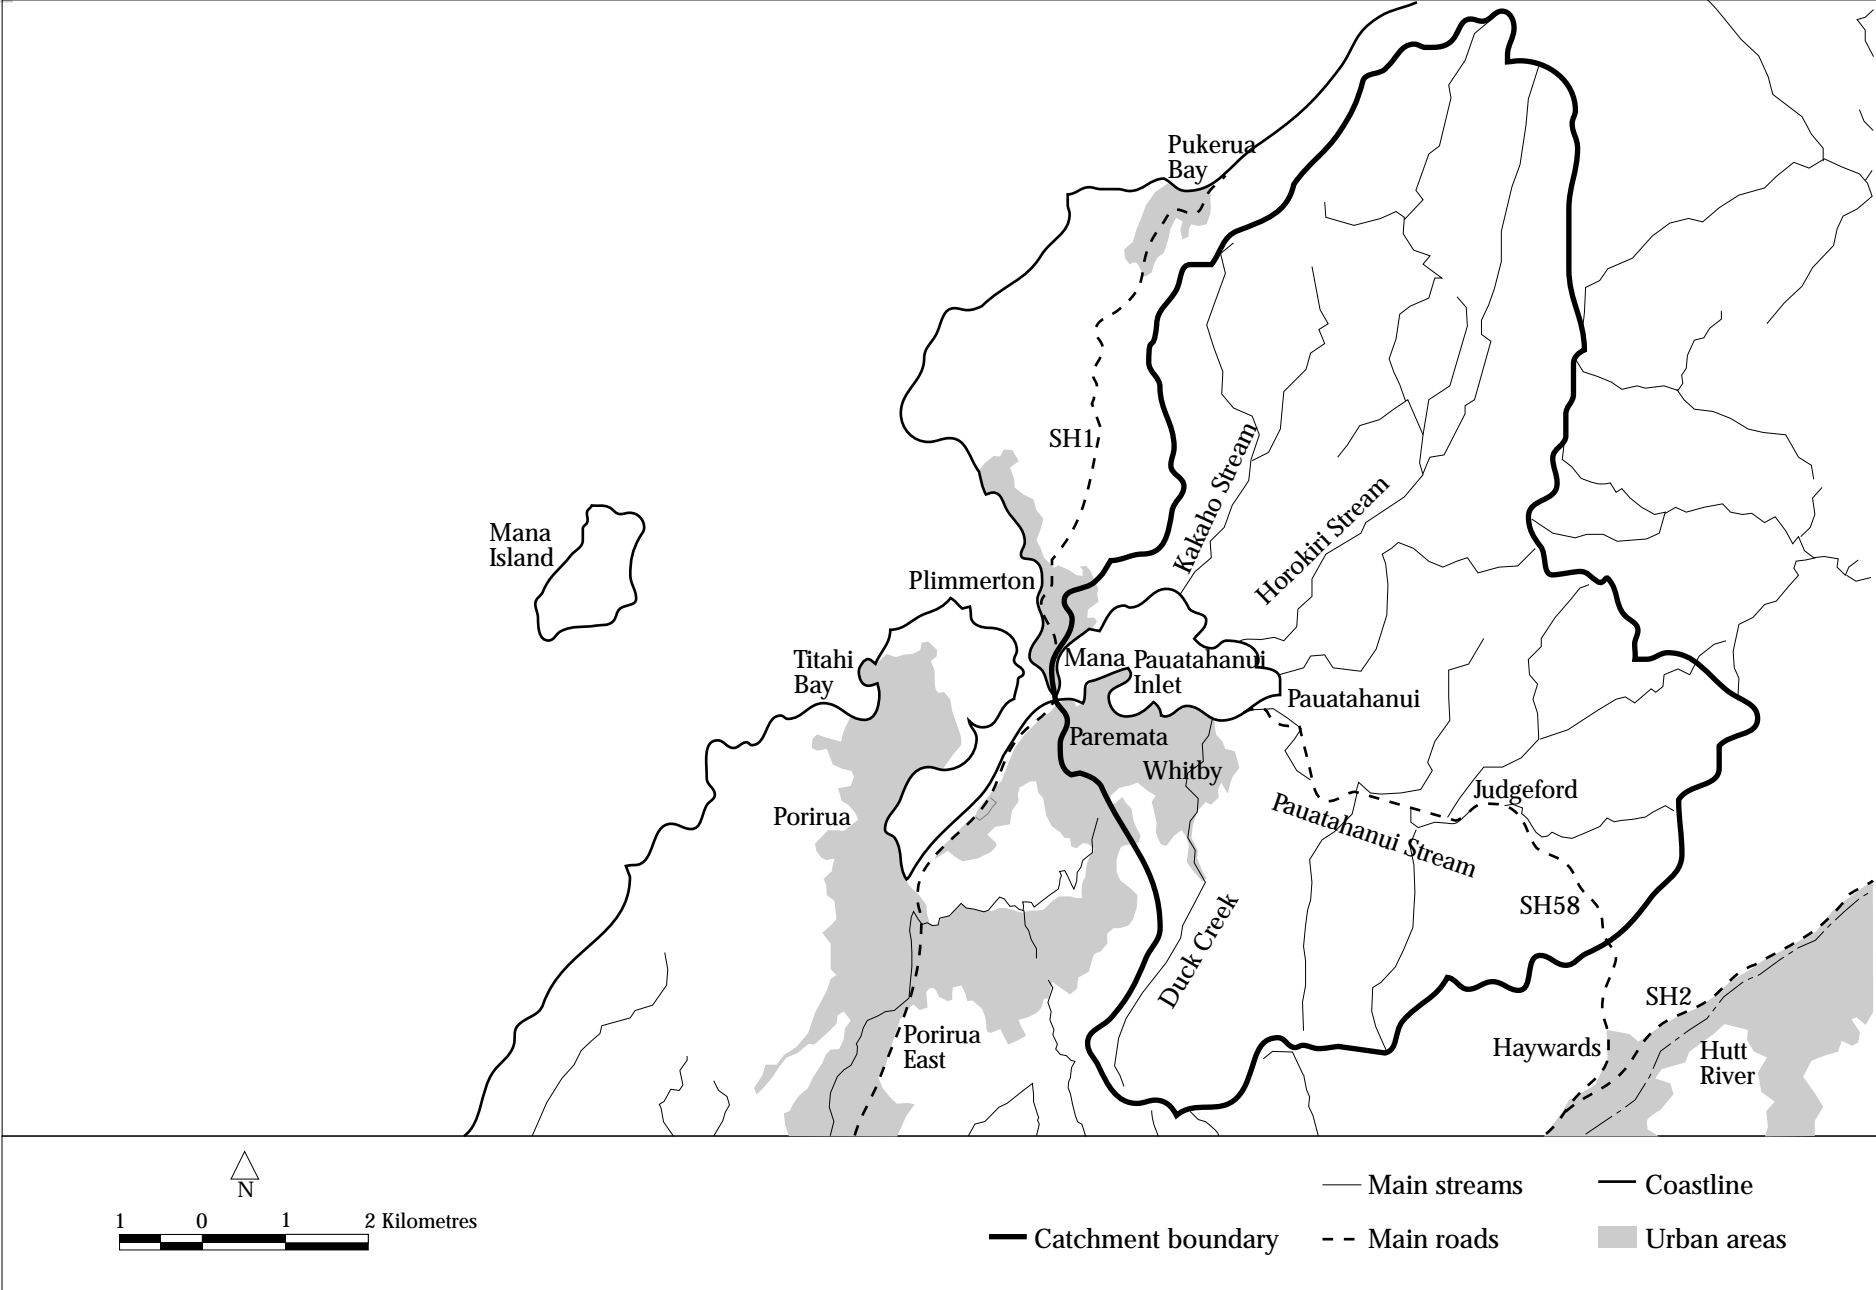 Pukerua
Bay
SH1
Kakaho Stream
Horokiri Stream
Mana
Island
Plimmerton
Titahi
Bay
Mana
Pauatahanui
Inlet
Pauatahanui
Paremata
Whitby
Judgeford
Pauatahanui Stream
Porirua
SH58
Duck Creek
SH2
Porirua
East
Haywards
Hutt
River
N
1 0 1 2 Kilometres
Main streams
Coastline
Catchment boundary
Main roads
Urban areas